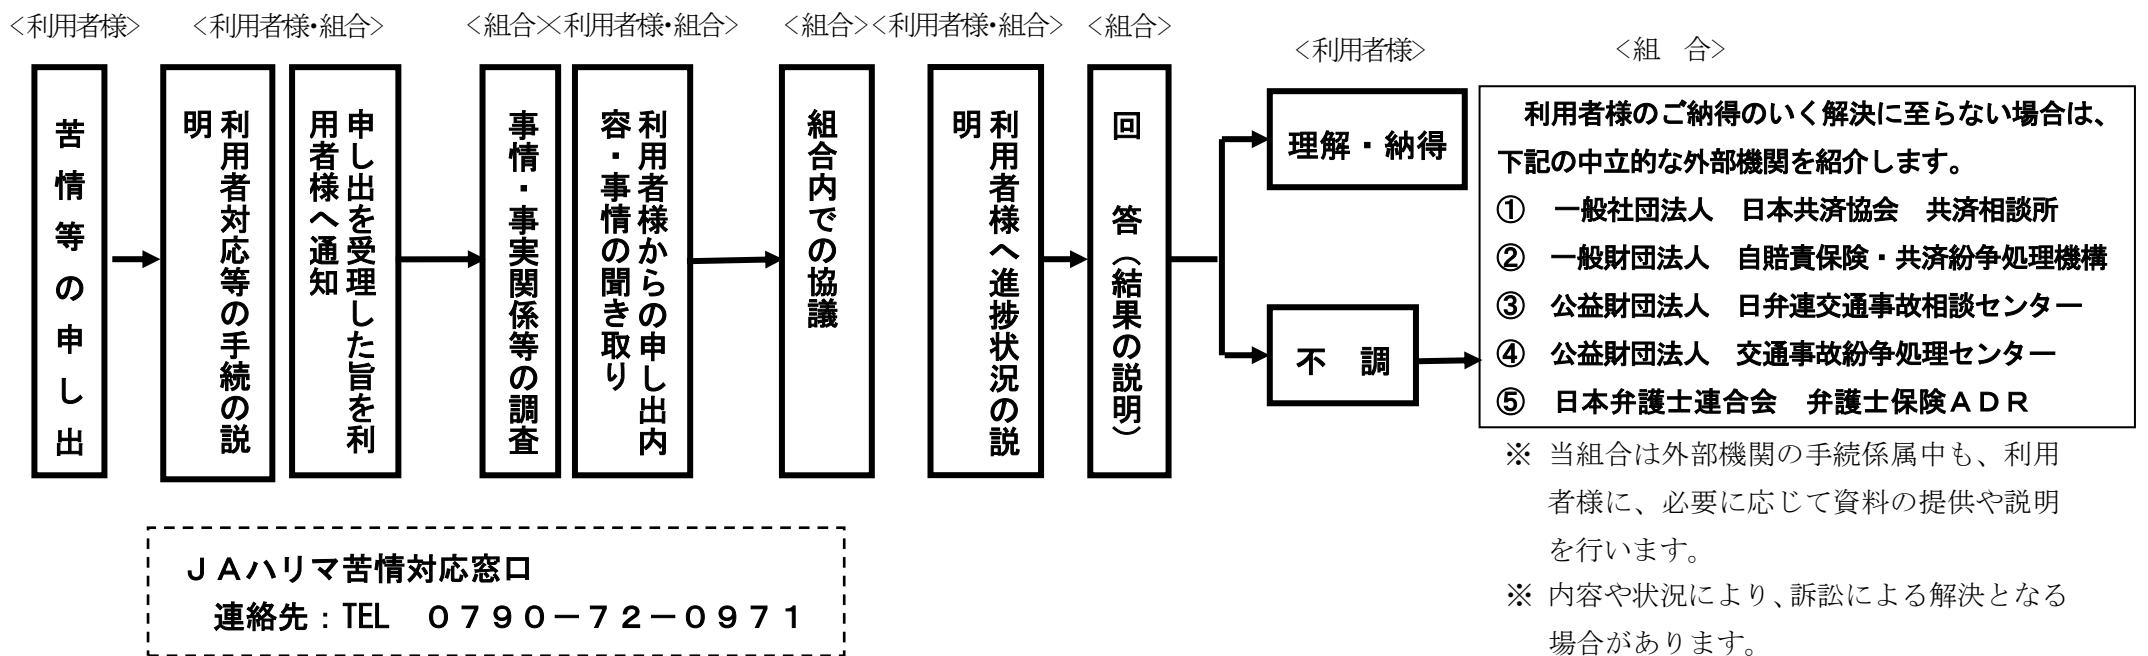 <利用者様>
<利用者様・組合>
<組合><利用者様・組合>
<組合><利用者様・組合>
<組合>
<利用者様>
<組　合>
苦情等の申し出
利用者対応等の手続の説
明
申し出を受理した旨を利
用者様へ通知
事情・事実関係等の調査
利用者様からの申し出内
容・事情の聞き取り
組合内での協議
利用者様へ進捗状況の説
明
回　答（結果の説明）
理解・納得
不　調
利用者様のご納得のいく解決に至らない場合は、
下記の中立的な外部機関を紹介します。
①　一般社団法人　日本共済協会　共済相談所
②　一般財団法人　自賠責保険・共済紛争処理機構
③　公益財団法人　日弁連交通事故相談センター
④　公益財団法人　交通事故紛争処理センター
⑤　日本弁護士連合会　弁護士保険ＡＤＲ
※ 当組合は外部機関の手続係属中も、利用
者様に、必要に応じて資料の提供や説明
を行います。
※ 内容や状況により、訴訟による解決となる
場合があります。
ＪＡハリマ苦情対応窓口
連絡先：TEL　０７９０－７２－０９７１